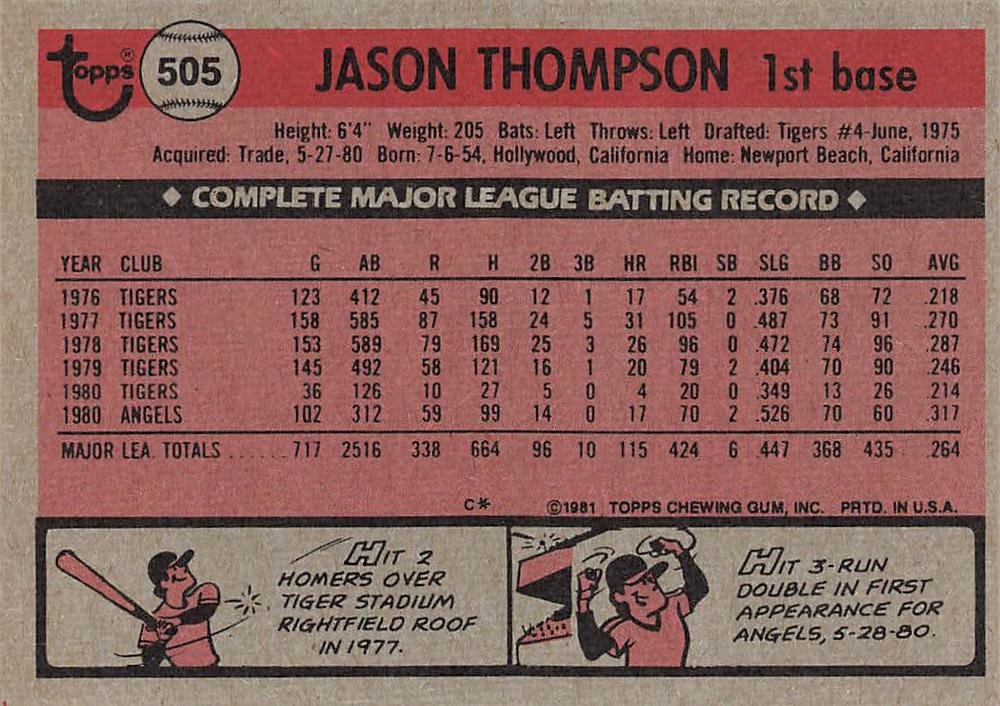 Topps® 505 JASON THOMPSON 1st base
Height: 6'4" Weight: 205 Bats: Left Throws: Left Drafted: Tigers #4-June, 1975
Acquired: Trade, 5-27-80 Born: 7-6-54, Hollywood, California Home: Newport Beach, California
◆ COMPLETE MAJOR LEAGUE BATTING RECORD ◆
YEAR CLUB G AB R H 2B 3B HR RBI SB SLG BB SO AVG
1976 TIGERS 123 412 45 90 12 1 17 54 2 .376 68 72 .218
1977 TIGERS 158 585 87 158 24 5 31 105 0 .487 73 91 .270
1978 TIGERS 153 589 79 169 25 3 26 96 0 .472 74 96 .287
1979 TIGERS 145 492 58 121 16 1 20 79 2 .404 70 90 .246
1980 TIGERS 36 126 10 27 5 0 4 20 0 .349 13 26 .214
1980 ANGELS 102 312 59 99 14 0 17 70 2 .526 70 60 .317
MAJOR LEA. TOTALS ...... 717 2516 338 664 96 10 115 424 6 .447 368 435 .264
C* ©1981 TOPPS CHEWING GUM, INC. PRTD. IN U.S.A.
HIT 2
HOMERS OVER
TIGER STADIUM
RIGHTFIELD ROOF
IN 1977.
HIT 3-RUN
DOUBLE IN FIRST
APPEARANCE FOR
ANGELS, 5-28-80.